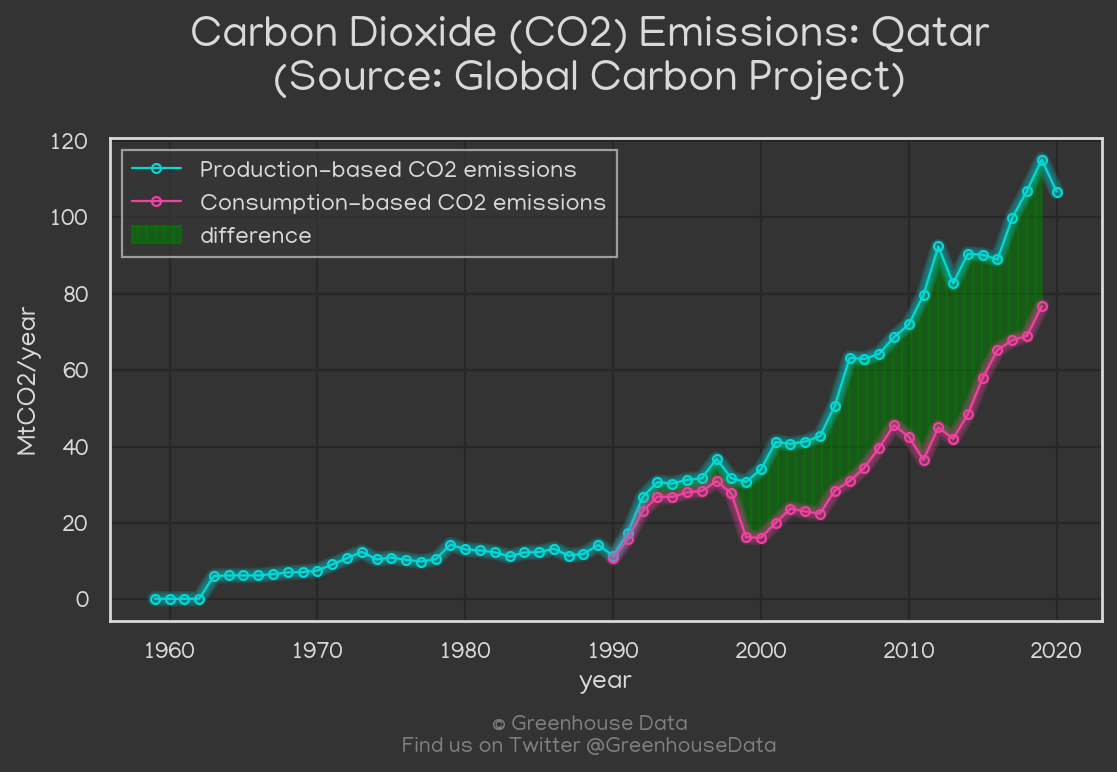 Carbon Dioxide (CO2) Emissions: Qatar
(Source: Global Carbon Project)
120
100
80
60
40
20
0
MtCO2/year
Production-based CO2 emissions
Consumption-based CO2 emissions
difference
1960 1970 1980 1990 2000 2010 2020
year
© Greenhouse Data
Find us on Twitter @GreenhouseData